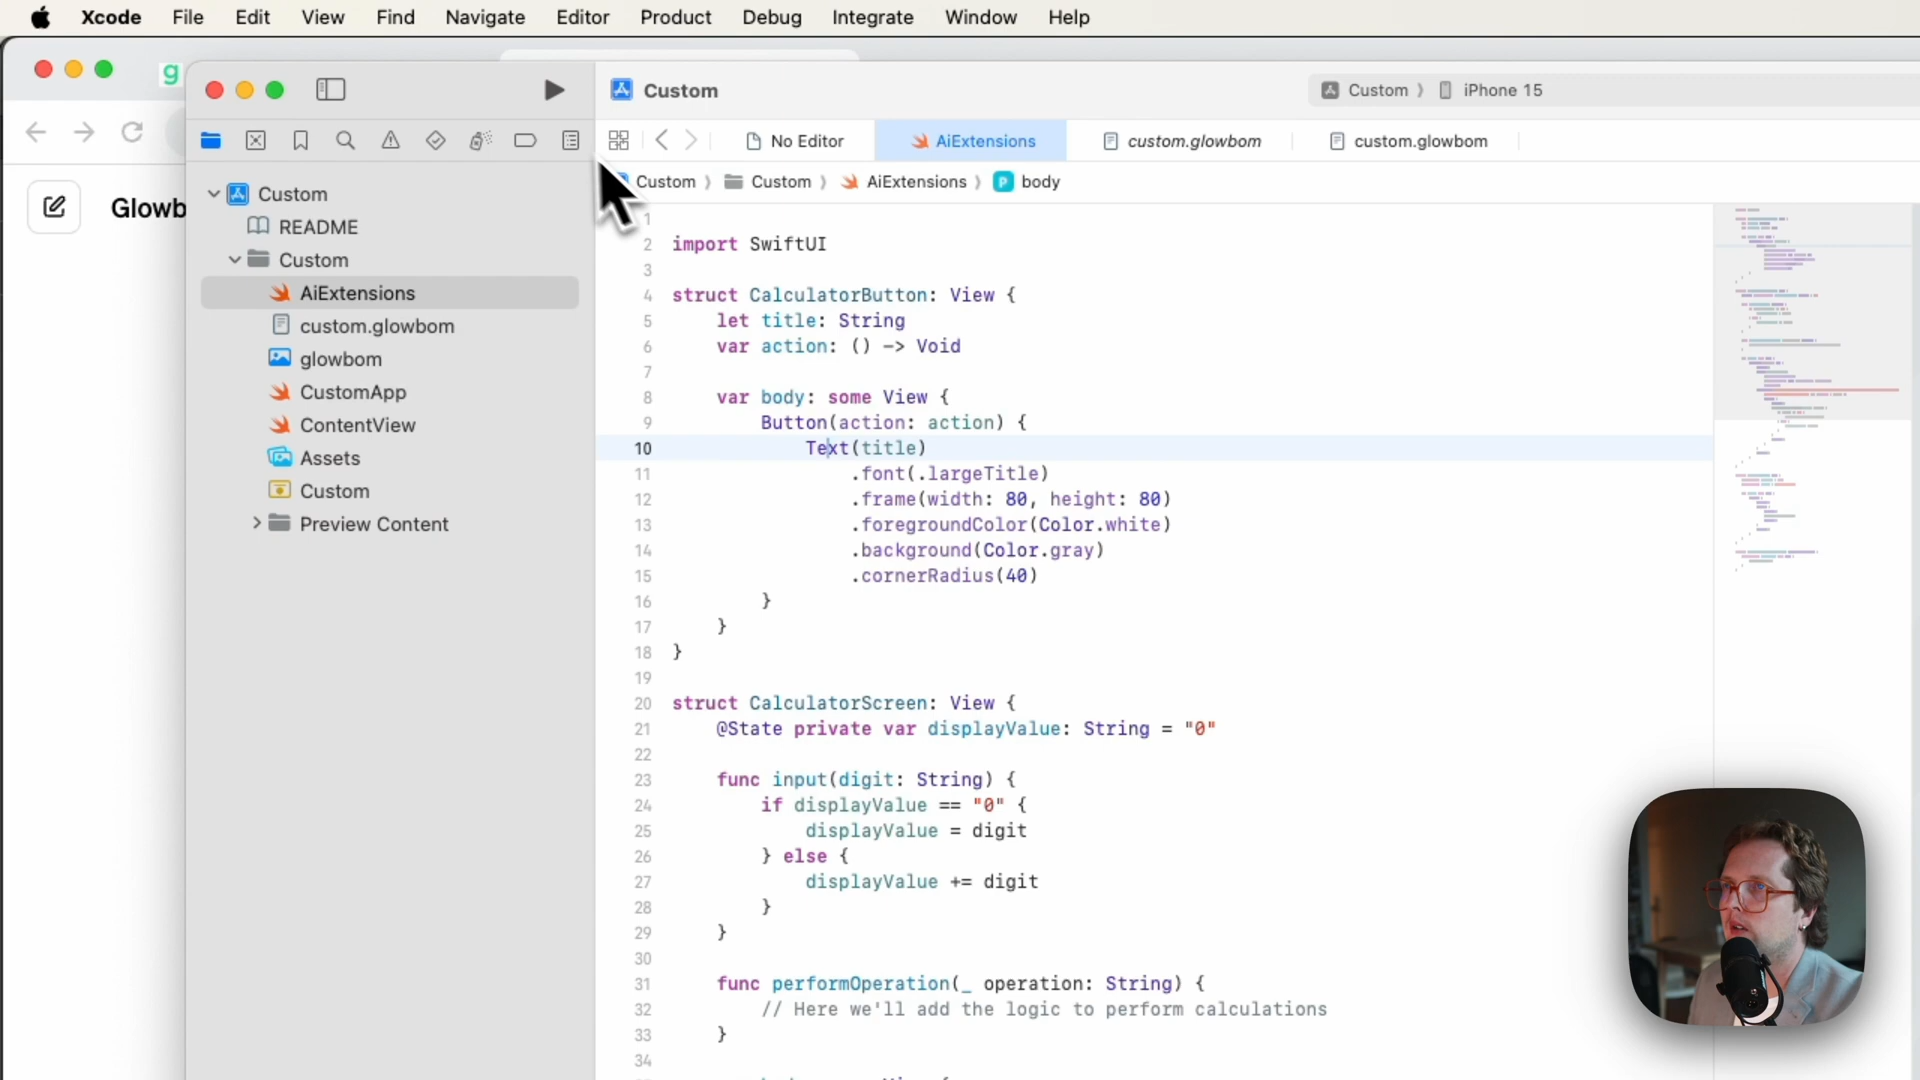 Xcode File Edit View Find Navigate Editor Product Debug Integrate Window Help
g
Custom
Custom iPhone 15
No Editor AiExtensions custom.glowbom custom.glowbom
Custom Custom AiExtensions P body
Glowb
Custom
README
Custom
AiExtensions
custom.glowbom
glowbom
CustomApp
ContentView
Assets
Custom
Preview Content
1
2 import SwiftUI
3
4 struct CalculatorButton: View {
5 let title: String
6 var action: () -> Void
7
8 var body: some View {
9 Button(action: action) {
10 Text(title)
11 .font(.largeTitle)
12 .frame(width: 80, height: 80)
13 .foregroundColor(Color.white)
14 .background(Color.gray)
15 .cornerRadius(40)
16 }
17 }
18 }
19
20 struct CalculatorScreen: View {
21 @State private var displayValue: String = "0"
22
23 func input(digit: String) {
24 if displayValue == "0" {
25 displayValue = digit
26 } else {
27 displayValue += digit
28 }
29 }
30
31 func performOperation(_ operation: String) {
32 // Here we'll add the logic to perform calculations
33 }
34